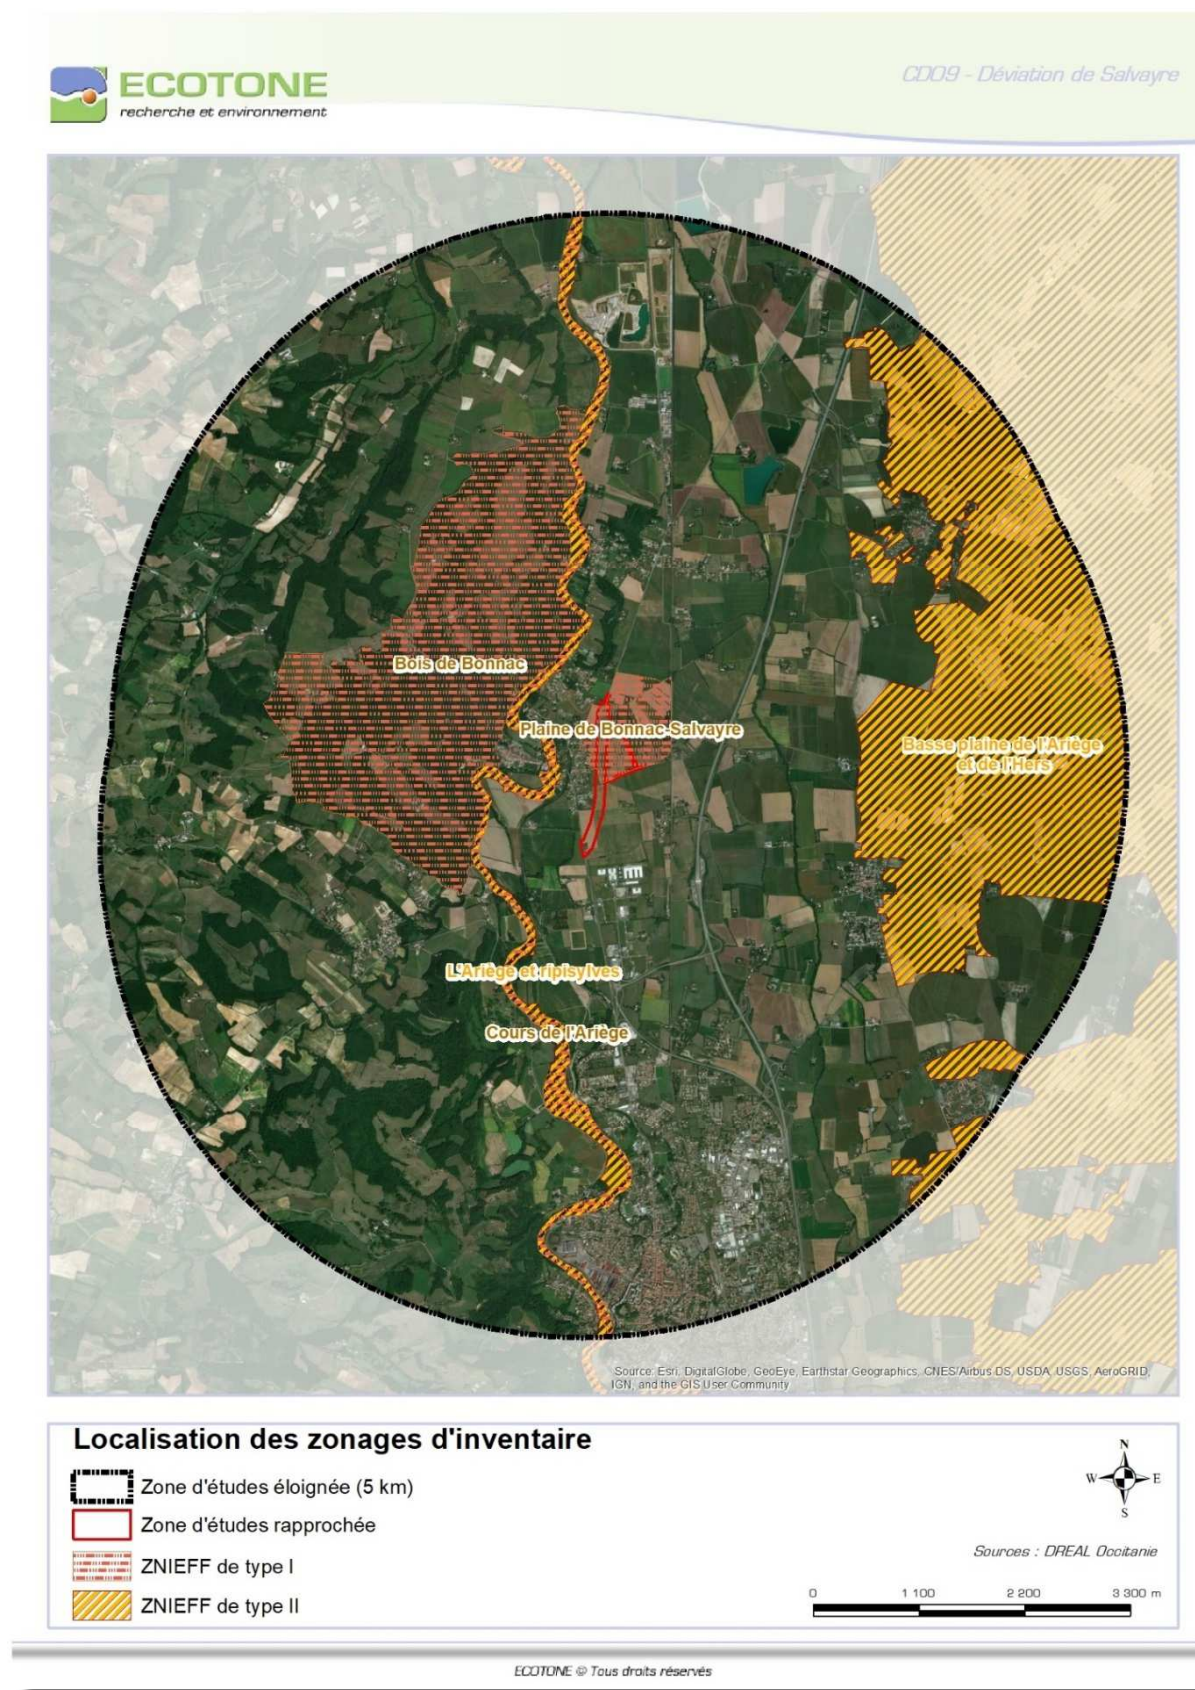 ECOTONE
recherche et environnement
CD09 - Déviation de Salvayre
Bois de Bonnac
Plaine de Bonnac-Salvayre
Basse plaine de l'Ariège
et de l'Hers
L'Ariège et ripisylves
Cours de l'Ariège
Source: Esri, DigitalGlobe, GeoEye, Earthstar Geographics, CNES/Airbus DS, USDA, USGS, AeroGRID,
IGN, and the GIS User Community
Localisation des zonages d'inventaire
Zone d'études éloignée (5 km)
Zone d'études rapprochée
ZNIEFF de type I
ZNIEFF de type II
N
W E
S
Sources : DREAL Occitanie
0 1 100 2 200 3 300 m
ECOTONE © Tous droits réservés